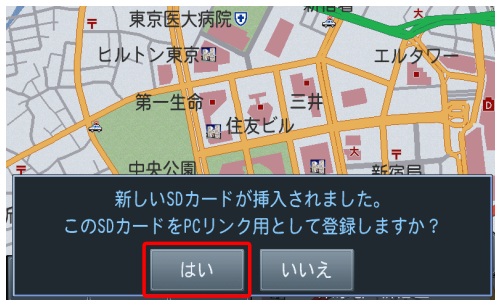 東京医大病院
ヒルトン東京
エルタワー
第一生命
三井
住友ビル
中央公園
新宿局
新しいSDカードが挿入されました。
このSDカードをPCリンク用として登録しますか？
はい
いいえ